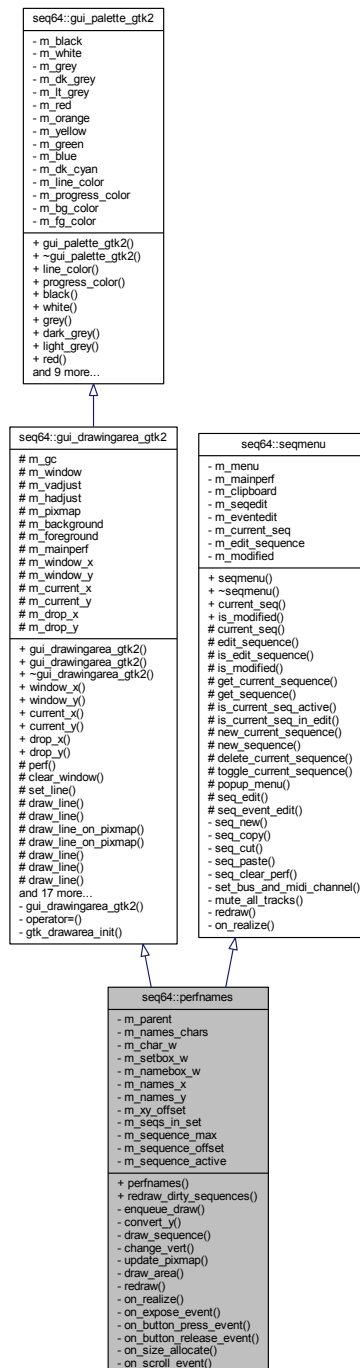 seq64::gui_palette_gtk2
- m_black
- m_white
- m_grey
- m_dk_grey
- m_lt_grey
- m_red
- m_orange
- m_yellow
- m_green
- m_blue
- m_dk_cyan
- m_line_color
- m_progress_color
- m_bg_color
- m_fg_color
+ gui_palette_gtk2()
+ ~gui_palette_gtk2()
+ line_color()
+ progress_color()
+ black()
+ white()
+ grey()
+ dark_grey()
+ light_grey()
+ red()
and 9 more...
seq64::gui_drawingarea_gtk2
# m_gc
# m_window
# m_vadjust
# m_hadjust
# m_pixmap
# m_background
# m_foreground
# m_mainperf
# m_window_x
# m_window_y
# m_current_x
# m_current_y
# m_drop_x
# m_drop_y
+ gui_drawingarea_gtk2()
+ gui_drawingarea_gtk2()
+ ~gui_drawingarea_gtk2()
+ window_x()
+ window_y()
+ current_x()
+ current_y()
+ drop_x()
+ drop_y()
# perf()
# clear_window()
# set_line()
# draw_line()
# draw_line()
# draw_line_on_pixmap()
# draw_line_on_pixmap()
# draw_line()
# draw_line()
# draw_line()
and 17 more...
- gui_drawingarea_gtk2()
- operator=()
- gtk_drawarea_init()
seq64::seqmenu
- m_menu
- m_mainperf
- m_clipboard
- m_seqedit
- m_eventedit
- m_current_seq
- m_edit_sequence
- m_modified
+ seqmenu()
+ ~seqmenu()
+ current_seq()
+ is_modified()
# current_seq()
# edit_sequence()
# is_edit_sequence()
# is_modified()
# get_current_sequence()
# get_sequence()
# is_current_seq_active()
# is_current_seq_in_edit()
# new_current_sequence()
# new_sequence()
# delete_current_sequence()
# toggle_current_sequence()
# popup_menu()
# seq_edit()
# seq_event_edit()
- seq_new()
- seq_copy()
- seq_cut()
- seq_paste()
- seq_clear_perf()
- set_bus_and_midi_channel()
- mute_all_tracks()
- redraw()
- on_realize()
seq64::perfnames
- m_parent
- m_names_chars
- m_char_w
- m_setbox_w
- m_namebox_w
- m_names_x
- m_names_y
- m_xy_offset
- m_seqs_in_set
- m_sequence_max
- m_sequence_offset
- m_sequence_active
+ perfnames()
+ redraw_dirty_sequences()
- enqueue_draw()
- convert_y()
- draw_sequence()
- change_vert()
- update_pixmap()
- draw_area()
- redraw()
- on_realize()
- on_expose_event()
- on_button_press_event()
- on_button_release_event()
- on_size_allocate()
- on_scroll_event()